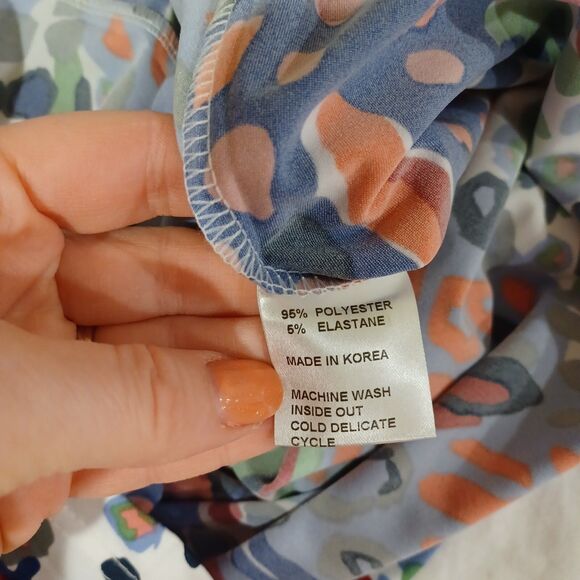 95% POLYESTER
5% ELASTANE
MADE IN KOREA
MACHINE WASH
INSIDE OUT
COLD DELICATE
CYCLE